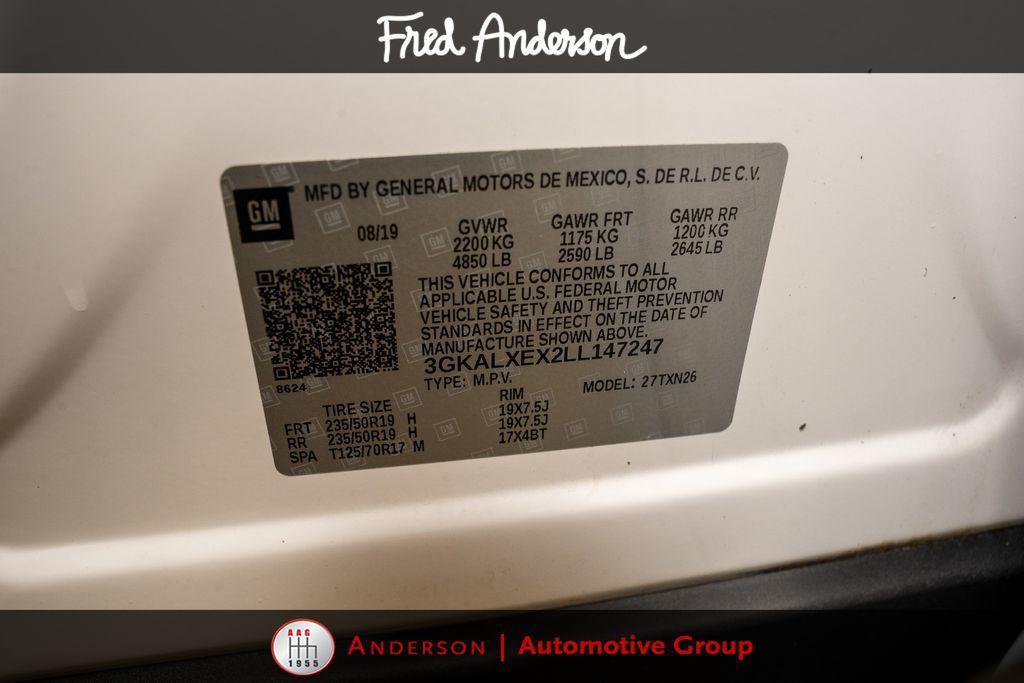 Fred Anderson
GM
MFD BY GENERAL MOTORS DE MEXICO, S. DE R.L. DE C.V.
08/19 GVWR GAWR FRT GAWR RR
2200 KG 1175 KG 1200 KG
4850 LB 2590 LB 2645 LB
THIS VEHICLE CONFORMS TO ALL
APPLICABLE U.S. FEDERAL MOTOR
VEHICLE SAFETY AND THEFT PREVENTION
STANDARDS IN EFFECT ON THE DATE OF
MANUFACTURE SHOWN ABOVE.
3GKALXEX2LL147247
8624
TYPE: M.P.V. MODEL: 27TXN26
TIRE SIZE RIM
FRT 235/50R19 H 19X7.5J
RR 235/50R19 H 19X7.5J
SPA T125/70R17 M 17X4BT
AAG
1955
ANDERSON | Automotive Group